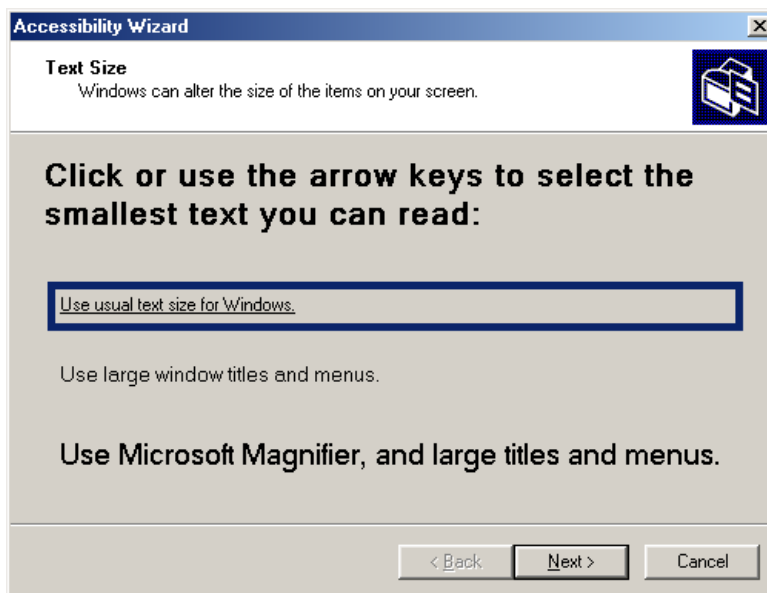 Accessibility Wizard
Text Size
Windows can alter the size of the items on your screen.
Click or use the arrow keys to select the
smallest text you can read:
Use usual text size for Windows.
Use large window titles and menus.
Use Microsoft Magnifier, and large titles and menus.
< Back Next > Cancel